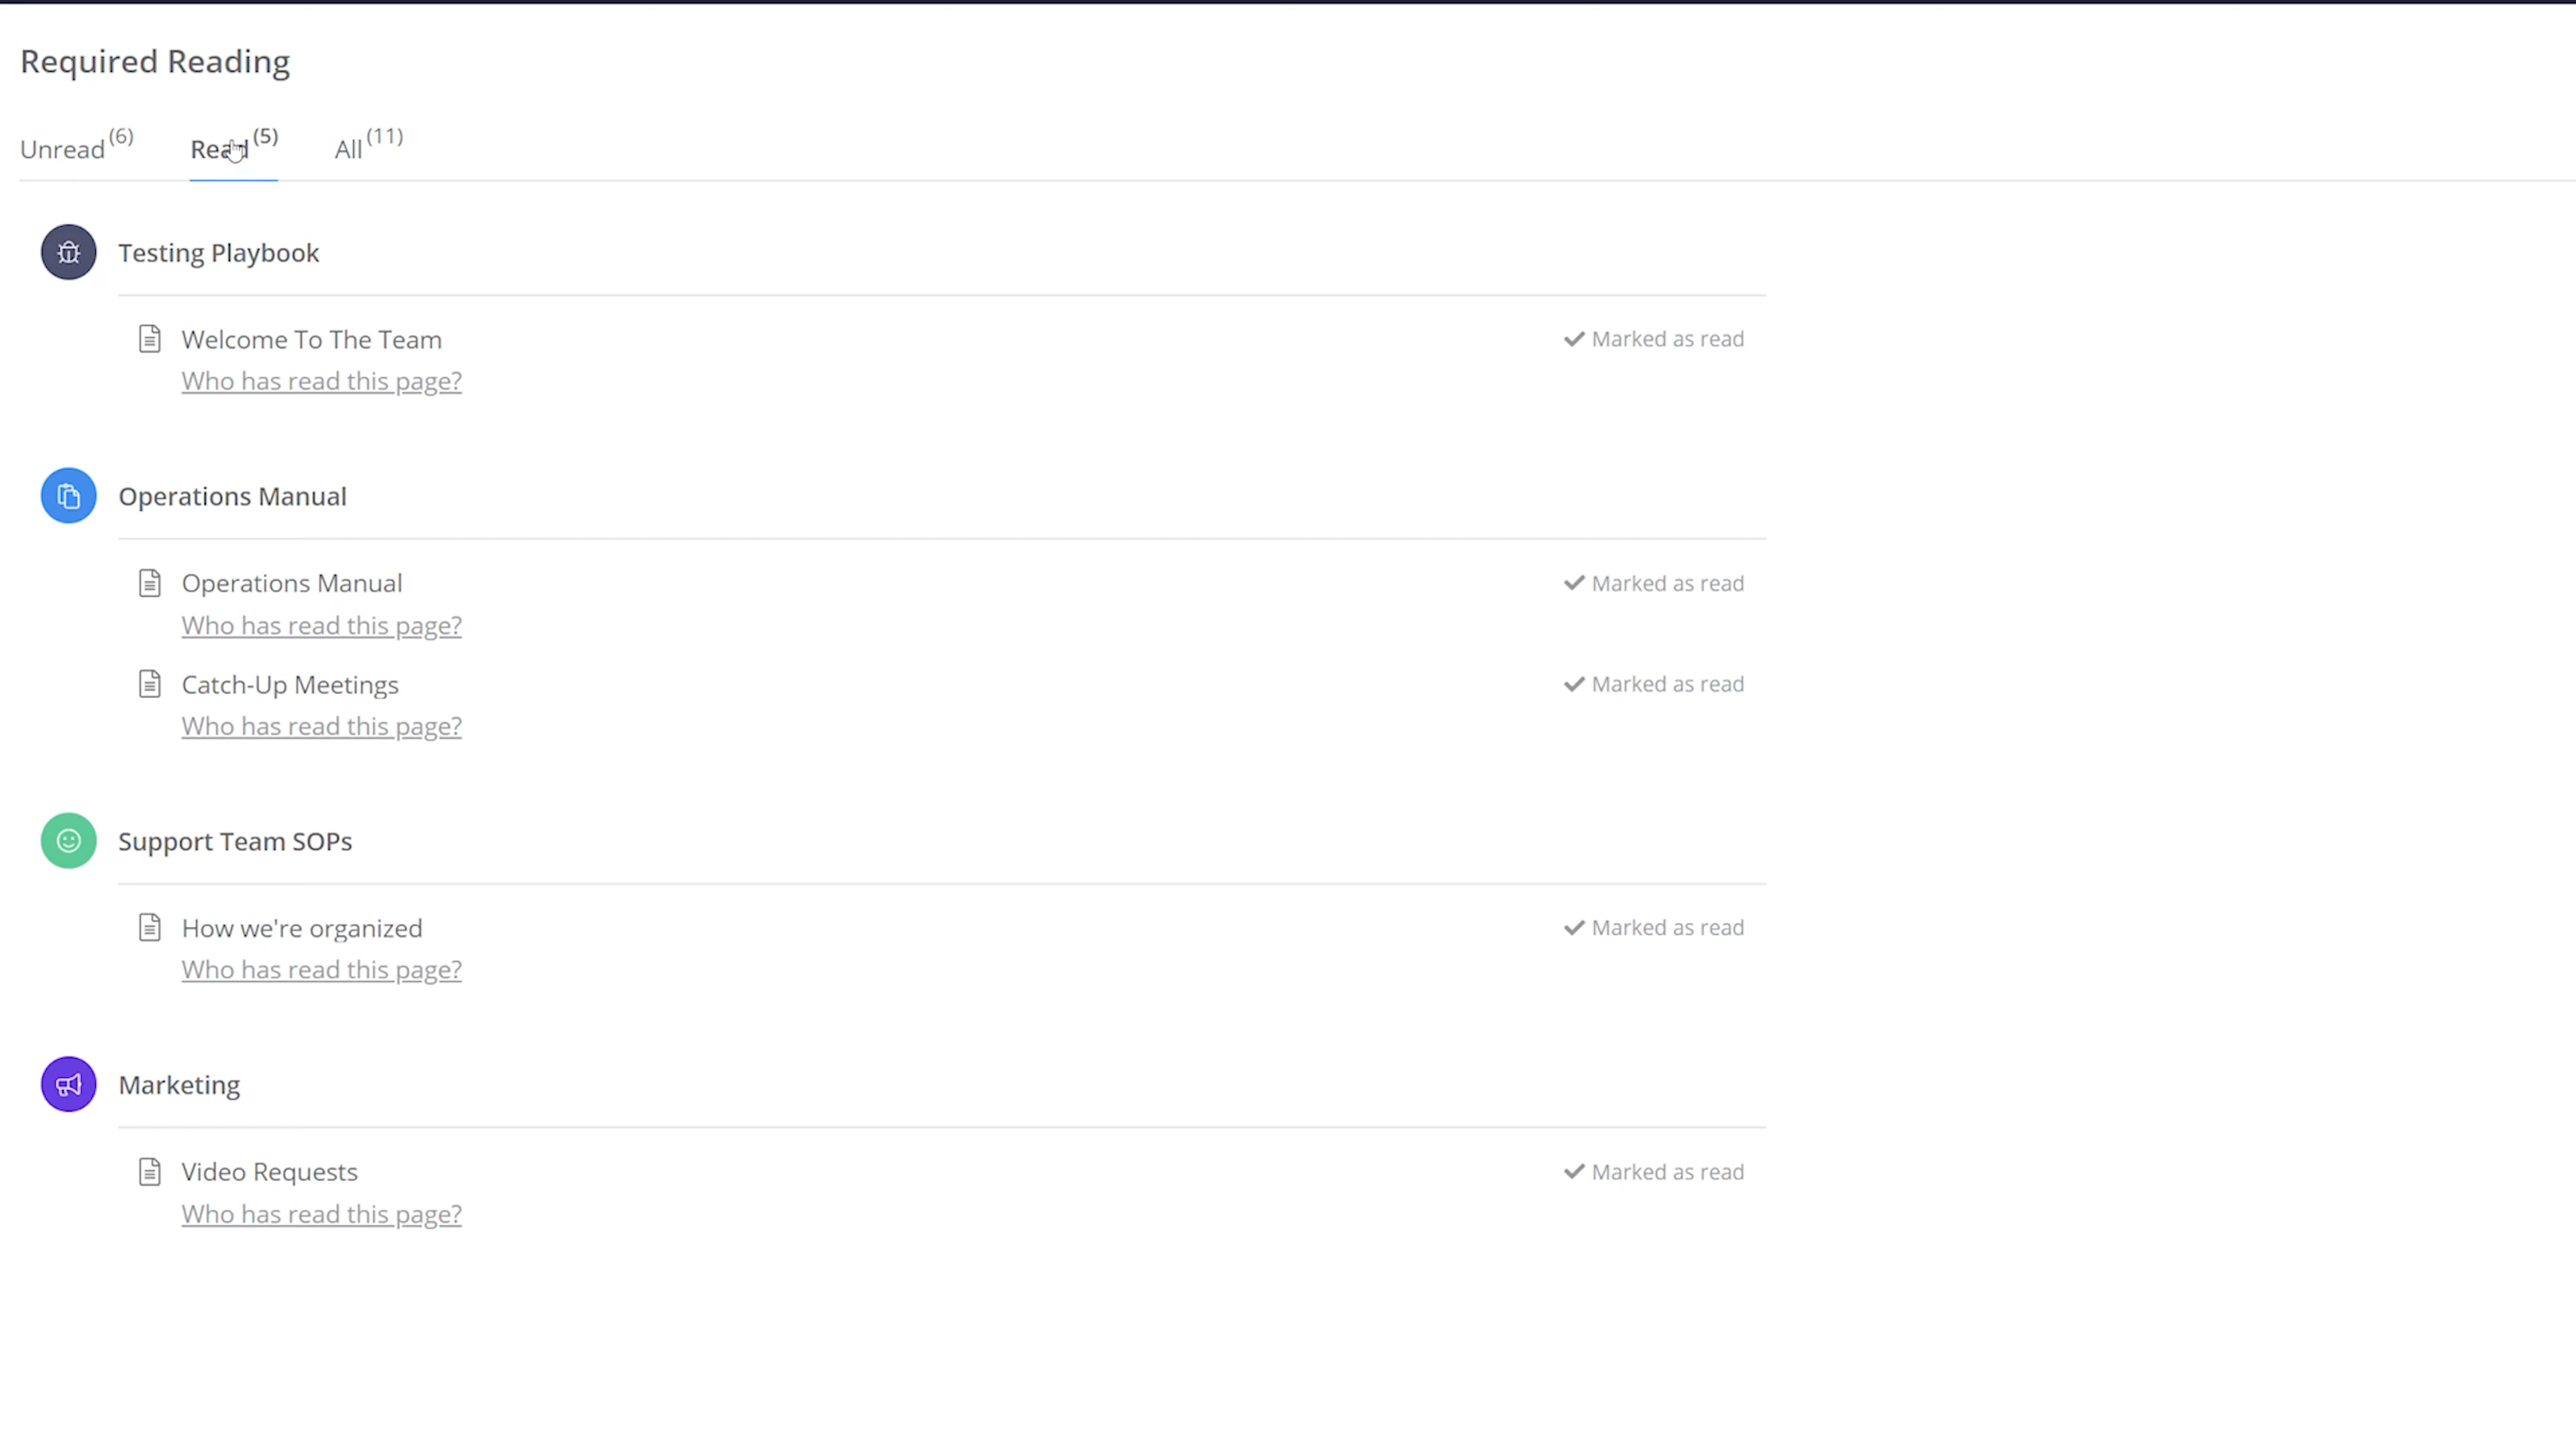 Required Reading
Unread (6) Read (5) All (11)
Testing Playbook
Welcome To The Team Marked as read
Who has read this page?
Operations Manual
Operations Manual Marked as read
Who has read this page?
Catch-Up Meetings Marked as read
Who has read this page?
Support Team SOPs
How we're organized Marked as read
Who has read this page?
Marketing
Video Requests Marked as read
Who has read this page?